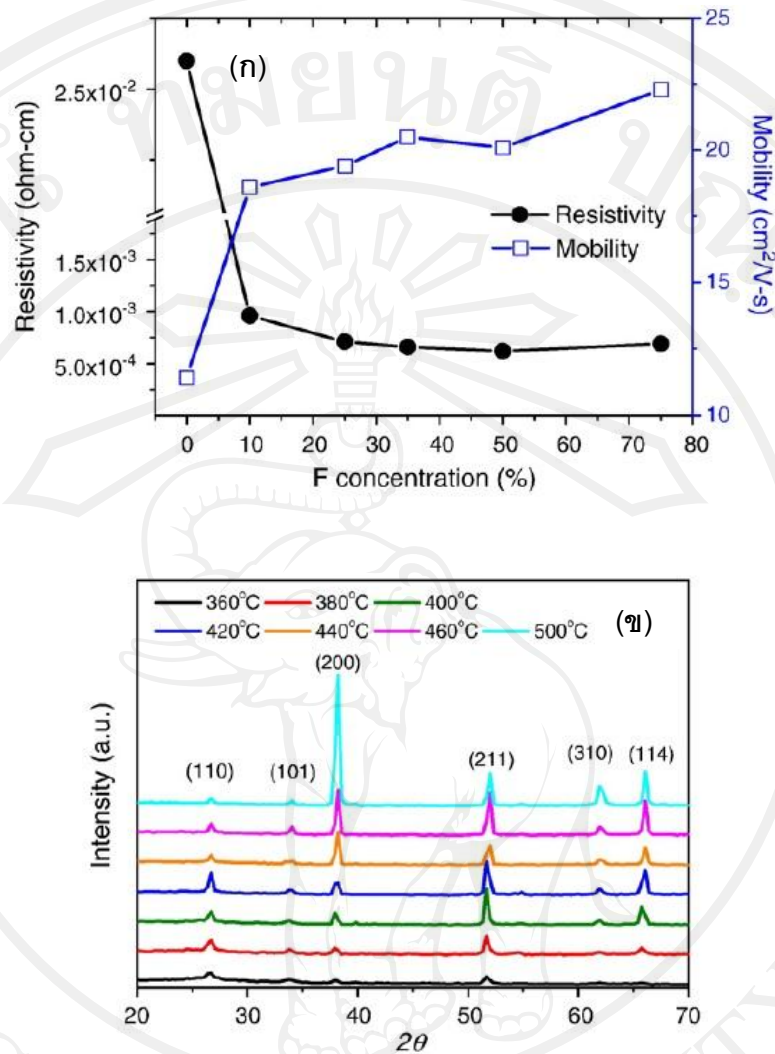 (ก)
Resistivity (ohm-cm)
2.5x10⁻²
1.5x10⁻³
1.0x10⁻³
5.0x10⁻⁴
Resistivity
Mobility
25
20
15
10
Mobility (cm²/V-s)
0 10 20 30 40 50 60 70 80
F concentration (%)
360°C 380°C 400°C
420°C 440°C 460°C 500°C
(ข)
(200)
(110) (101) (211) (310) (114)
Intensity (a.u.)
20 30 40 50 60 70
2θ